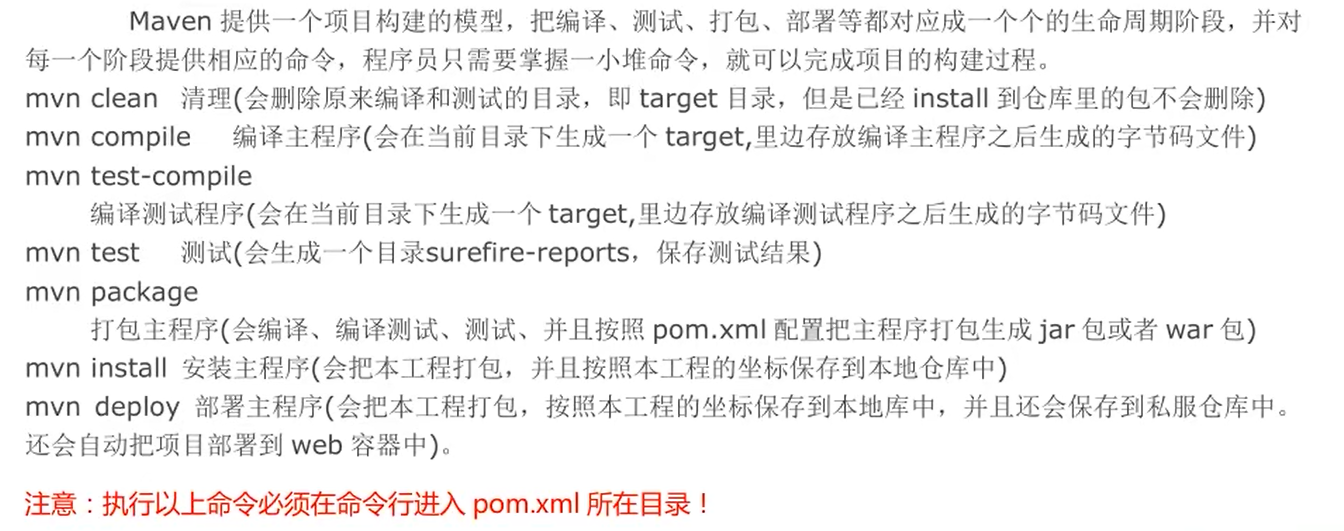 Maven 提供一个项目构建的模型，把编译、测试、打包、部署等都对应成一个个的生命周期阶段，并对
每一个阶段提供相应的命令，程序员只需要掌握一小堆命令，就可以完成项目的构建过程。
mvn clean 清理(会删除原来编译和测试的目录，即 target 目录，但是已经 install 到仓库里的包不会删除)
mvn compile 编译主程序(会在当前目录下生成一个 target,里边存放编译主程序之后生成的字节码文件)
mvn test-compile
编译测试程序(会在当前目录下生成一个 target,里边存放编译测试程序之后生成的字节码文件)
mvn test 测试(会生成一个目录surefire-reports，保存测试结果)
mvn package
打包主程序(会编译、编译测试、测试、并且按照 pom.xml 配置把主程序打包生成 jar 包或者 war 包)
mvn install 安装主程序(会把本工程打包，并且按照本工程的坐标保存到本地仓库中)
mvn deploy 部署主程序(会把本工程打包，按照本工程的坐标保存到本地库中，并且还会保存到私服仓库中。
还会自动把项目部署到 web 容器中)。
注意：执行以上命令必须在命令行进入 pom.xml 所在目录！